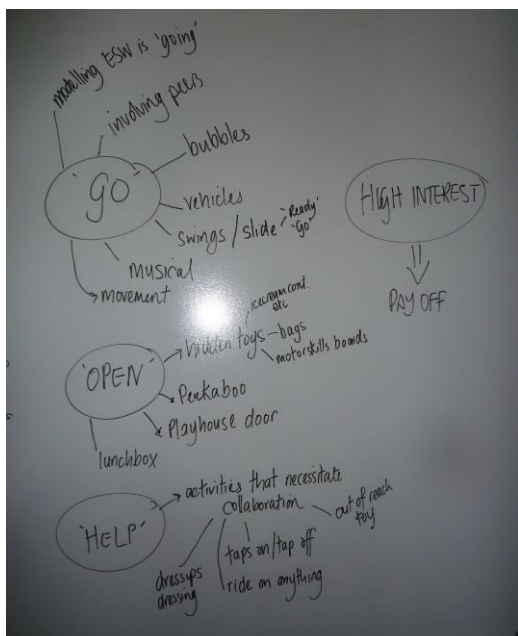 modelling ESW is 'going'
involving peers
bubbles
'GO'
vehicles
swings / slide
'Ready'
'Go'
musical
movement
HIGH INTEREST
PAY OFF
'OPEN'
hidden toys - bags
icecream cont.
etc
motorskills boards
Peekaboo
Playhouse door
lunchbox
'HELP'
activities that necessitate
collaboration
out of reach
toy
taps on/tap off
dressups
dressing
ride on anything